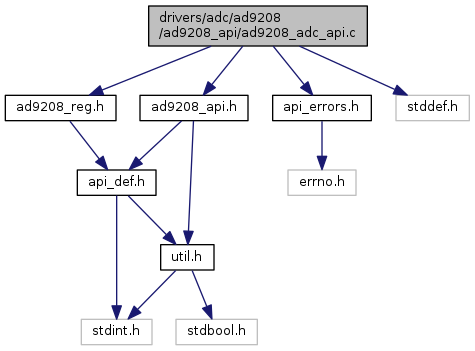 drivers/adc/ad9208
/ad9208_api/ad9208_adc_api.c
ad9208_reg.h
ad9208_api.h
api_errors.h
stddef.h
api_def.h
errno.h
util.h
stdint.h
stdbool.h